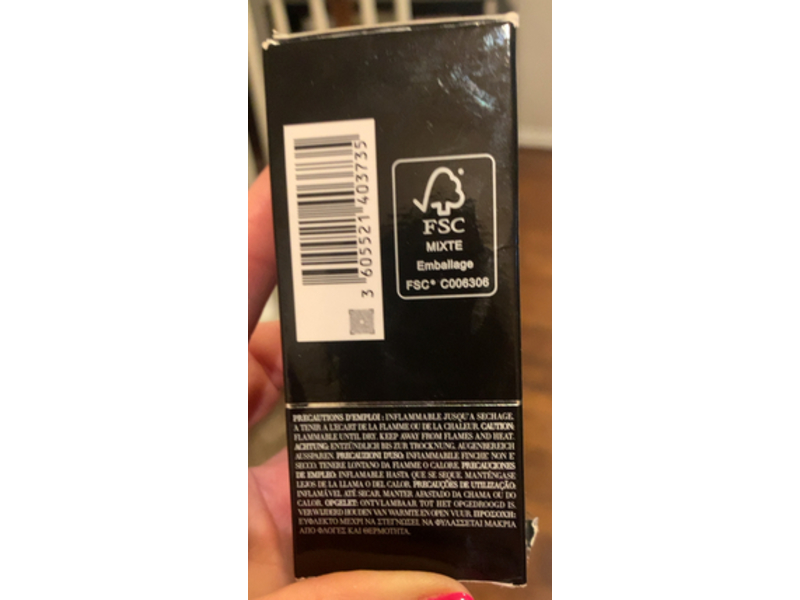 3 605521 403735
FSC
MIXTE
Emballage
FSC® C006306
PRECAUTIONS D'EMPLOI : INFLAMMABLE JUSQU'A SECHAGE.
A TENIR A L'ECART DE LA FLAMME OU DE LA CHALEUR. CAUTION:
FLAMMABLE UNTIL DRY. KEEP AWAY FROM FLAMES AND HEAT.
ACHTUNG: ENTZÜNDLICH BIS ZUR TROCKNUNG. AUGENBEREICH
AUSSPAREN. PRECAUZIONI D'USO: INFIAMMABILE FINCHE' NON E'
SECCO. TENERE LONTANO DA FIAMME O CALORE. PRECAUCIONES
DE EMPLEO: INFLAMABLE HASTA QUE SE SEQUE. MANTÉNGASE
LEJOS DE LA LLAMA O DEL CALOR. PRECAUÇÕES DE UTILIZAÇÃO:
INFLAMÁVEL ATÉ SECAR. MANTER AFASTADO DA CHAMA OU DO
CALOR. OPGELET: ONTVLAMBAAR TOT HET OPGEDROOGD IS.
VERWIJDERD HOUDEN VAN WARMTE EN OPEN VUUR. ΠΡΟΣΟΧΗ:
ΕΥΦΛΕΚΤΟ ΜΕΧΡΙ ΝΑ ΣΤΕΓΝΩΣΕΙ. ΝΑ ΦΥΛΑΣΣΕΤΑΙ ΜΑΚΡΙΑ
ΑΠΟ ΦΛΟΓΕΣ ΚΑΙ ΘΕΡΜΟΤΗΤΑ.